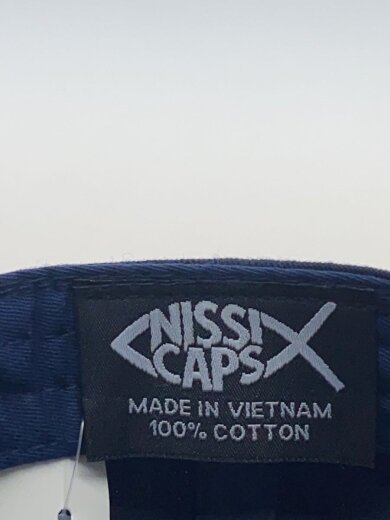 NISSI
CAPS
MADE IN VIETNAM
100% COTTON